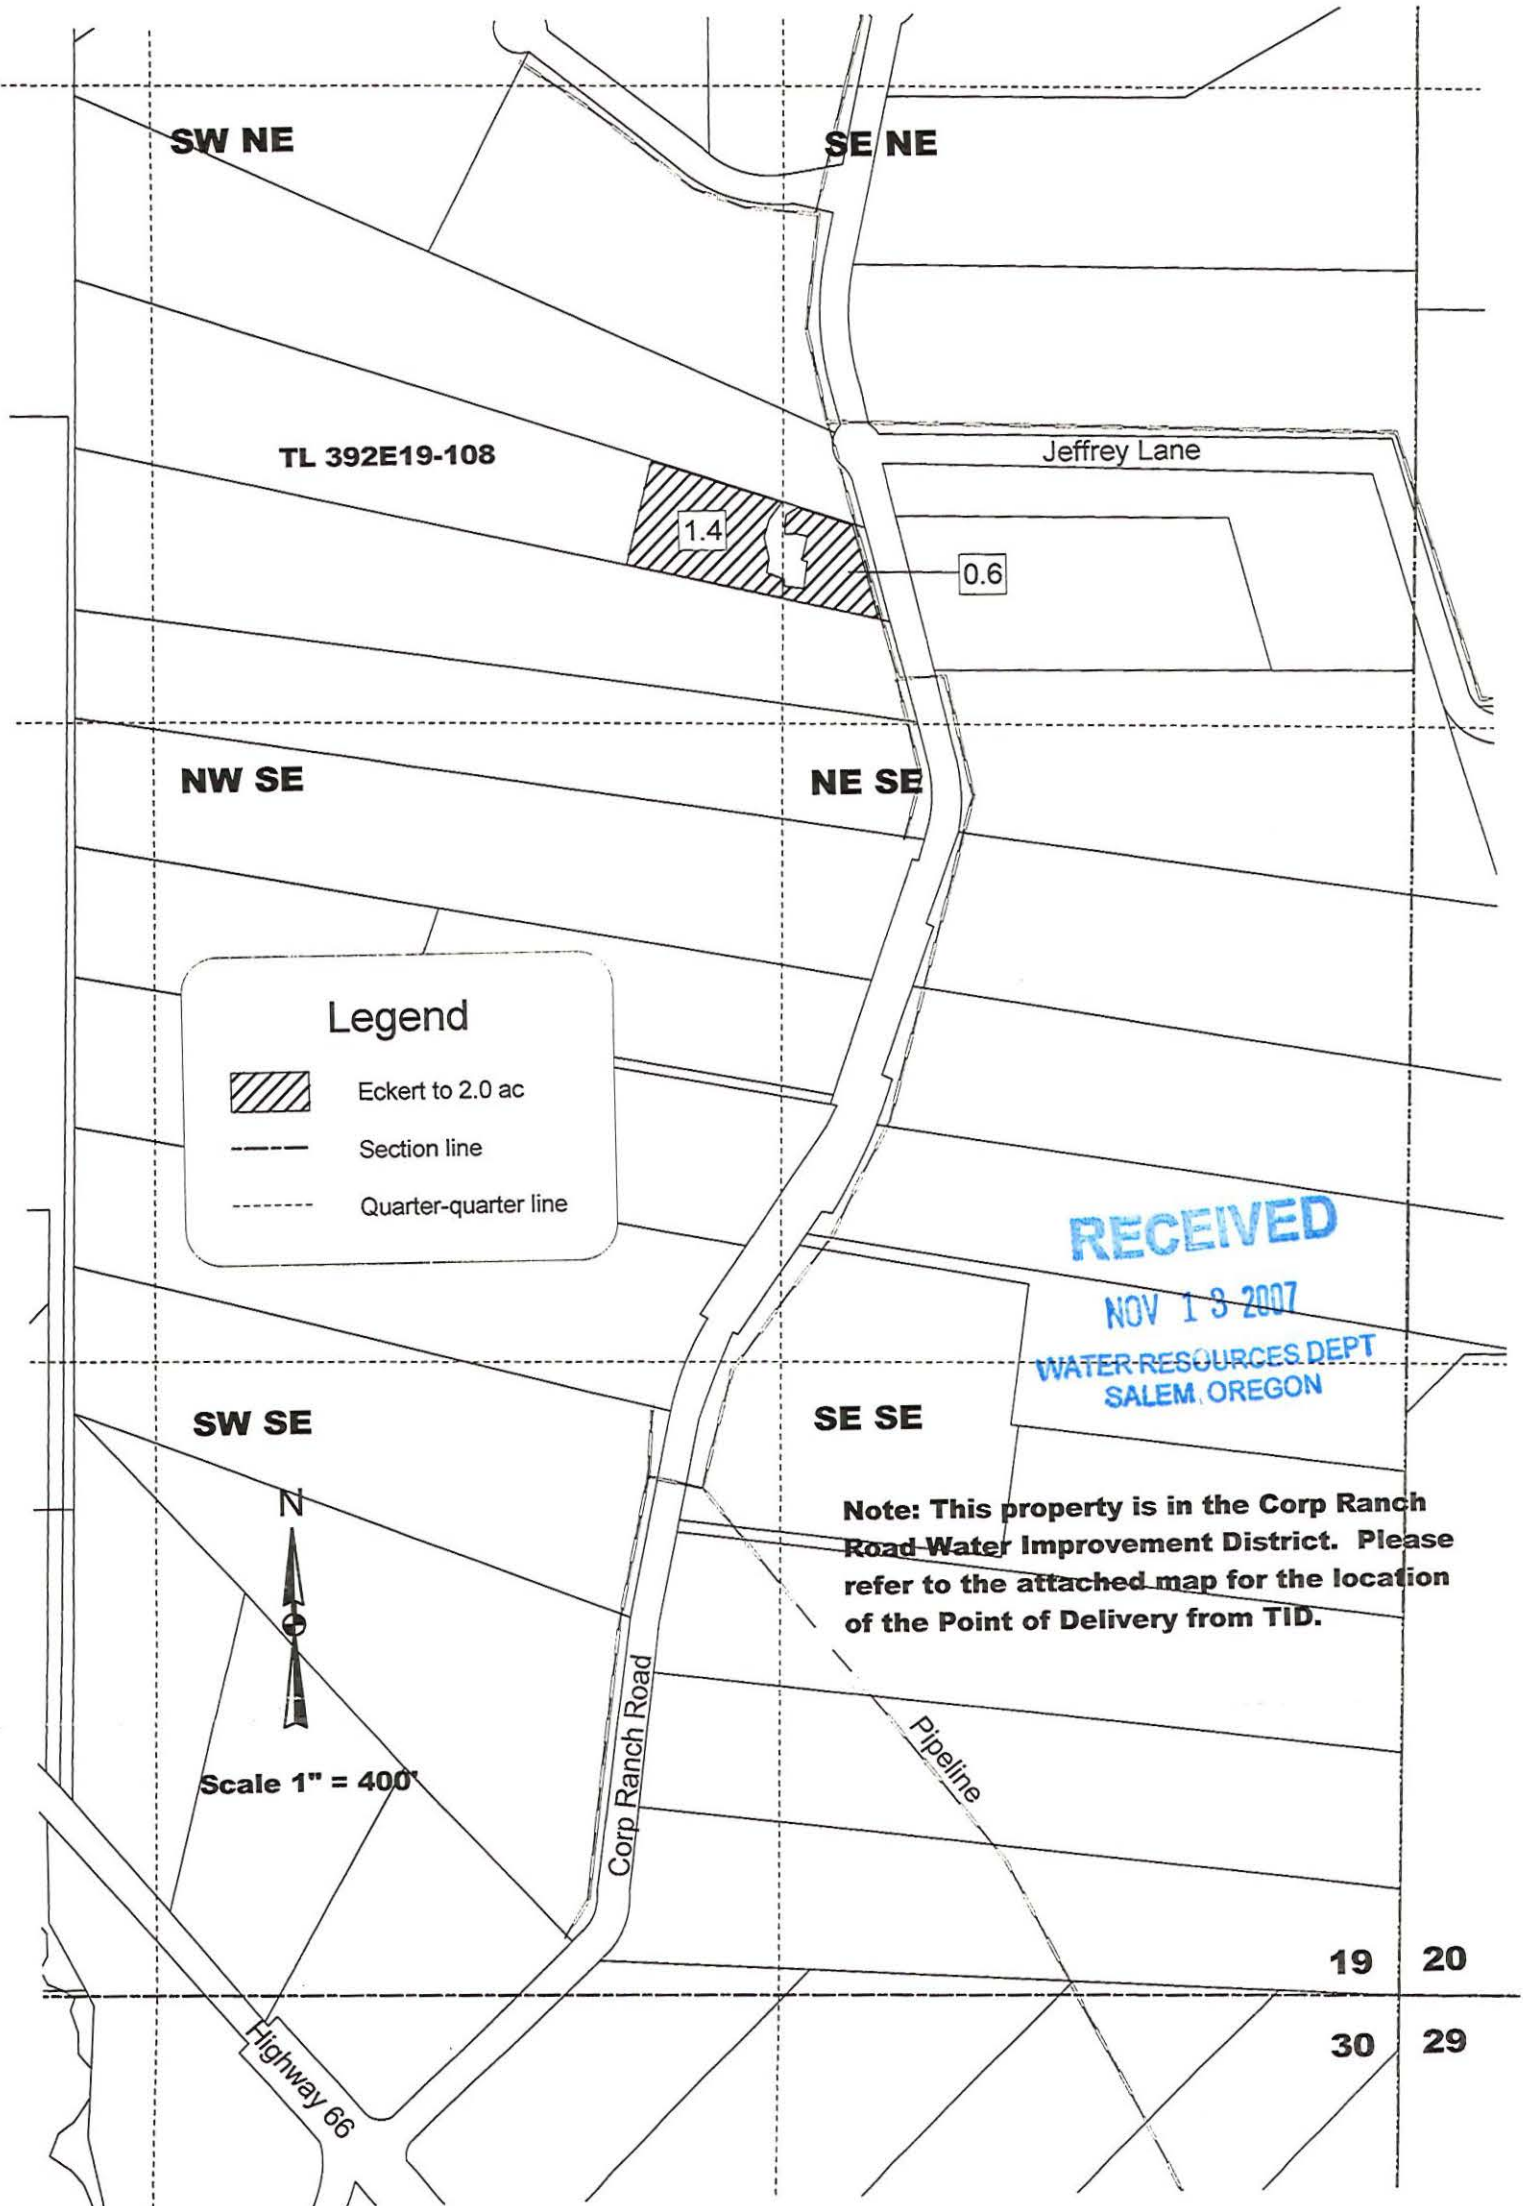 SW NE
SE NE
TL 392E19-108
Jeffrey Lane
1.4
0.6
NW SE
NE SE
Legend
Eckert to 2.0 ac
Section line
Quarter-quarter line
RECEIVED
NOV 13 2007
WATER RESOURCES DEPT
SALEM, OREGON
SW SE
SE SE
N
Note: This property is in the Corp Ranch
Road Water Improvement District. Please
refer to the attached map for the location
of the Point of Delivery from TID.
Scale 1" = 400'
Corp Ranch Road
Pipeline
19
20
30
29
Highway 66